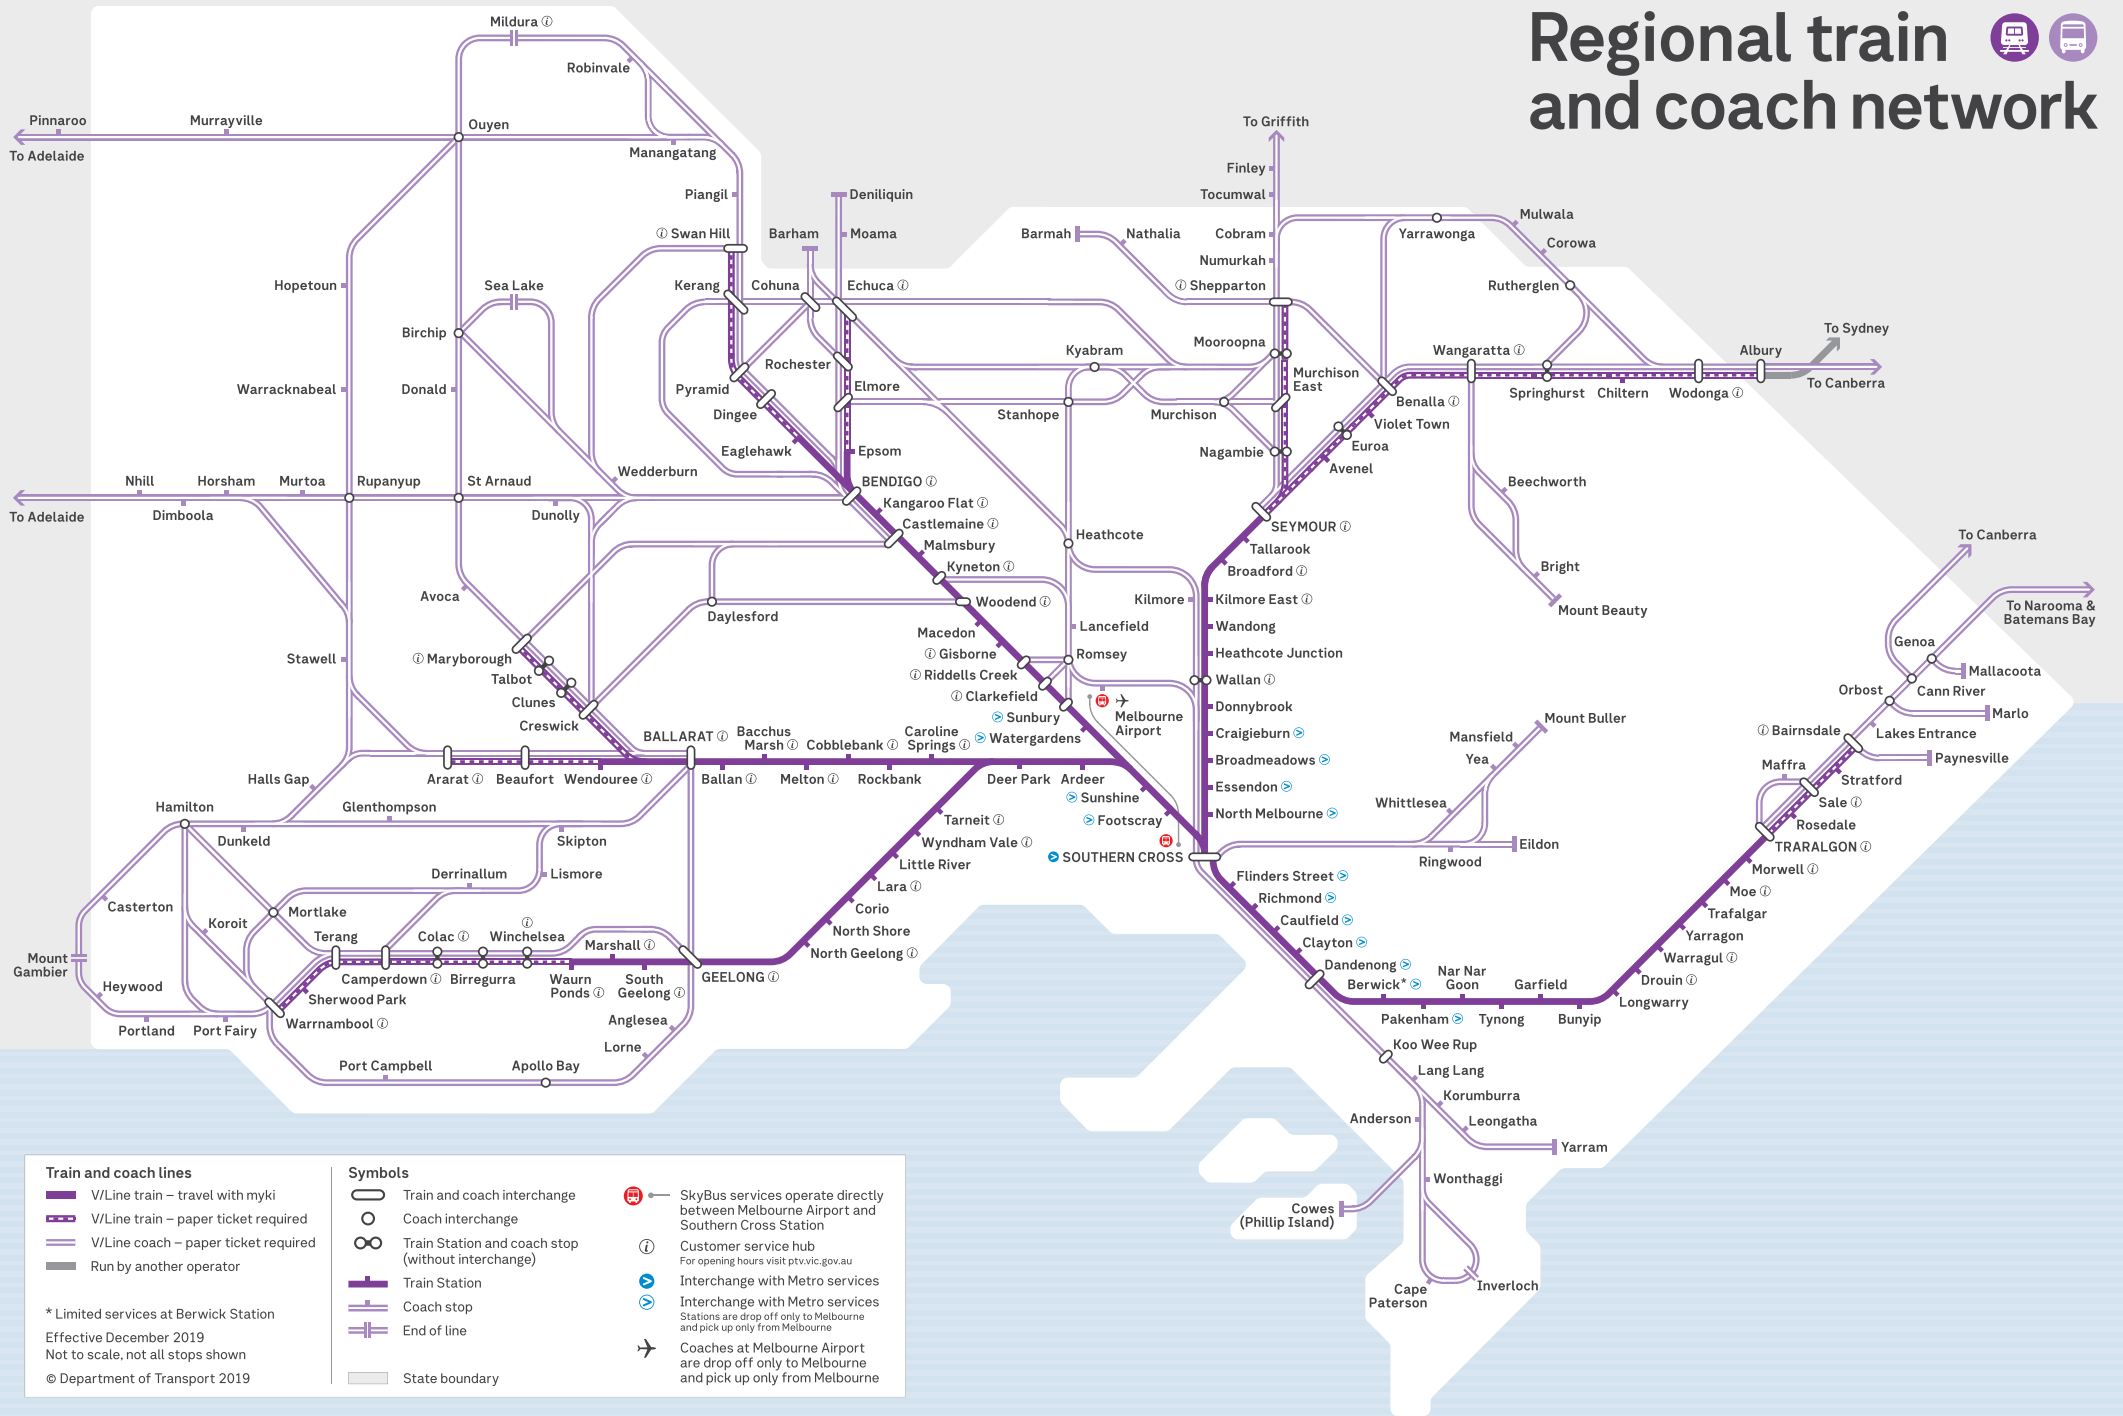 Regional train
and coach network
Mildura
Robinvale
Pinnaroo
Murrayville
Ouyen
To Adelaide
Manangatang
To Griffith
Finley
Piangil
Deniliquin
Tocumwal
Swan Hill
Barham
Moama
Barmah
Nathalia
Cobram
Yarrawonga
Mulwala
Corowa
Numurkah
Hopetoun
Sea Lake
Kerang
Cohuna
Echuca
Shepparton
Rutherglen
Birchip
To Sydney
Mooroopna
Kyabram
Wangaratta
Albury
Rochester
Murchison
East
To Canberra
Warracknabeal
Donald
Pyramid
Elmore
Springhurst
Chiltern
Wodonga
Dingee
Stanhope
Murchison
Benalla
Violet Town
Eaglehawk
Epsom
Nagambie
Euroa
Avenel
Wedderburn
Nhill
Horsham
Murtoa
Rupanyup
St Arnaud
BENDIGO
Beechworth
To Adelaide
Dimboola
Dunolly
Kangaroo Flat
Castlemaine
SEYMOUR
Malmsbury
Heathcote
Tallarook
To Canberra
Kyneton
Broadford
Bright
Avoca
Daylesford
Woodend
Kilmore
Kilmore East
Mount Beauty
To Narooma &
Batemans Bay
Macedon
Lancefield
Wandong
Genoa
Stawell
Maryborough
Gisborne
Romsey
Heathcote Junction
Mallacoota
Talbot
Riddells Creek
Wallan
Orbost
Cann River
Clunes
Clarkefield
Donnybrook
Marlo
Creswick
Sunbury
Melbourne
Airport
Mount Buller
Bairnsdale
Lakes Entrance
BALLARAT
Bacchus
Marsh
Cobblebank
Caroline
Springs
Watergardens
Craigieburn
Mansfield
Yea
Broadmeadows
Maffra
Paynesville
Halls Gap
Ararat
Beaufort
Wendouree
Ballan
Melton
Rockbank
Deer Park
Ardeer
Stratford
Essendon
Sunshine
Whittlesea
Sale
Hamilton
Glenthompson
Tarneit
Footscray
North Melbourne
Rosedale
Dunkeld
Skipton
Wyndham Vale
SOUTHERN CROSS
Ringwood
Eildon
TRARALGON
Derrinallum
Lismore
Little River
Flinders Street
Morwell
Lara
Richmond
Moe
Casterton
Koroit
Mortlake
Corio
Caulfield
Trafalgar
Terang
Colac
Winchelsea
Marshall
North Shore
Clayton
Yarragon
Mount
Gambier
North Geelong
Dandenong
Warragul
Camperdown
Birregurra
Waurn
Ponds
South
Geelong
GEELONG
Berwick*
Nar Nar
Goon
Garfield
Drouin
Heywood
Sherwood Park
Longwarry
Portland
Port Fairy
Warrnambool
Anglesea
Pakenham
Tynong
Bunyip
Lorne
Koo Wee Rup
Port Campbell
Apollo Bay
Lang Lang
Korumburra
Anderson
Leongatha
Yarram
Wonthaggi
Cowes
(Phillip Island)
Cape
Paterson
Inverloch
Train and coach lines
V/Line train – travel with myki
V/Line train – paper ticket required
V/Line coach – paper ticket required
Run by another operator
* Limited services at Berwick Station
Effective December 2019
Not to scale, not all stops shown
© Department of Transport 2019
Symbols
Train and coach interchange
Coach interchange
Train Station and coach stop
(without interchange)
Train Station
Coach stop
End of line
State boundary
SkyBus services operate directly
between Melbourne Airport and
Southern Cross Station
Customer service hub
For opening hours visit ptv.vic.gov.au
Interchange with Metro services
Interchange with Metro services
Stations are drop off only to Melbourne
and pick up only from Melbourne
Coaches at Melbourne Airport
are drop off only to Melbourne
and pick up only from Melbourne